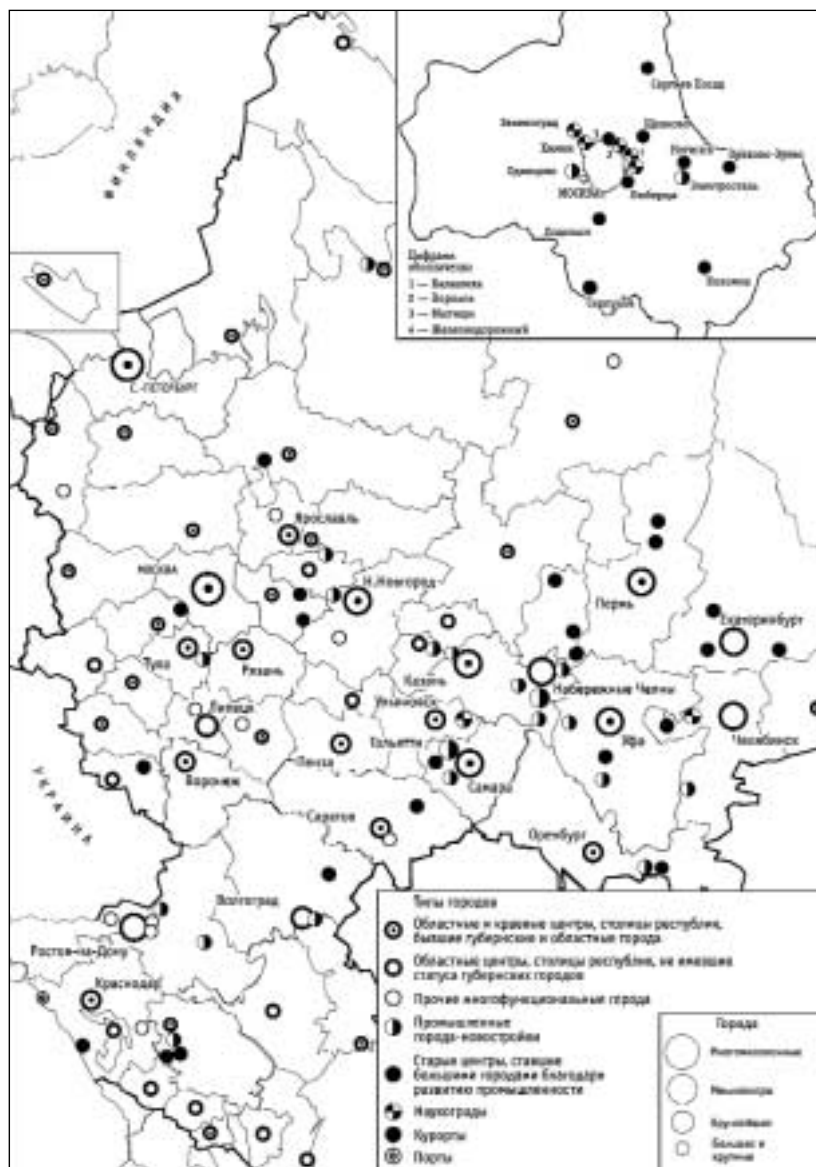 ФИНЛЯНДИЯ
Сергиев Посад
Зеленоград
Щелково
Химки
Ногинск
Орехово-Зуево
Одинцово
МОСКВА
Люберцы
Электросталь
Подольск
Коломна
Серпухов
Цифрами
обозначены
1 —
2 —
3 — Мытищи
4 — Железнодорожный
С.-ПЕТЕРБУРГ
Ярославль
МОСКВА
Н.Новгород
Пермь
Екатеринбург
Тула
Рязань
Казань
Набережные Челны
Ульяновск
Липецк
Тольятти
Уфа
Челябинск
Пенза
Воронеж
Самара
УКРАИНА
Саратов
Оренбург
Волгоград
Ростов-на-Дону
Краснодар
Типы городов
Областные и краевые центры, столицы республик,
бывшие губернские и областные города
Областные центры, столицы республик, не имевшие
статуса губернских городов
Прочие многофункциональные города
Промышленные
города-новостройки
Старые центры, ставшие
большими городами благодаря
развитию промышленности
Наукограды
Курорты
Порты
Города
Крупнейшие
Большие и
крупные